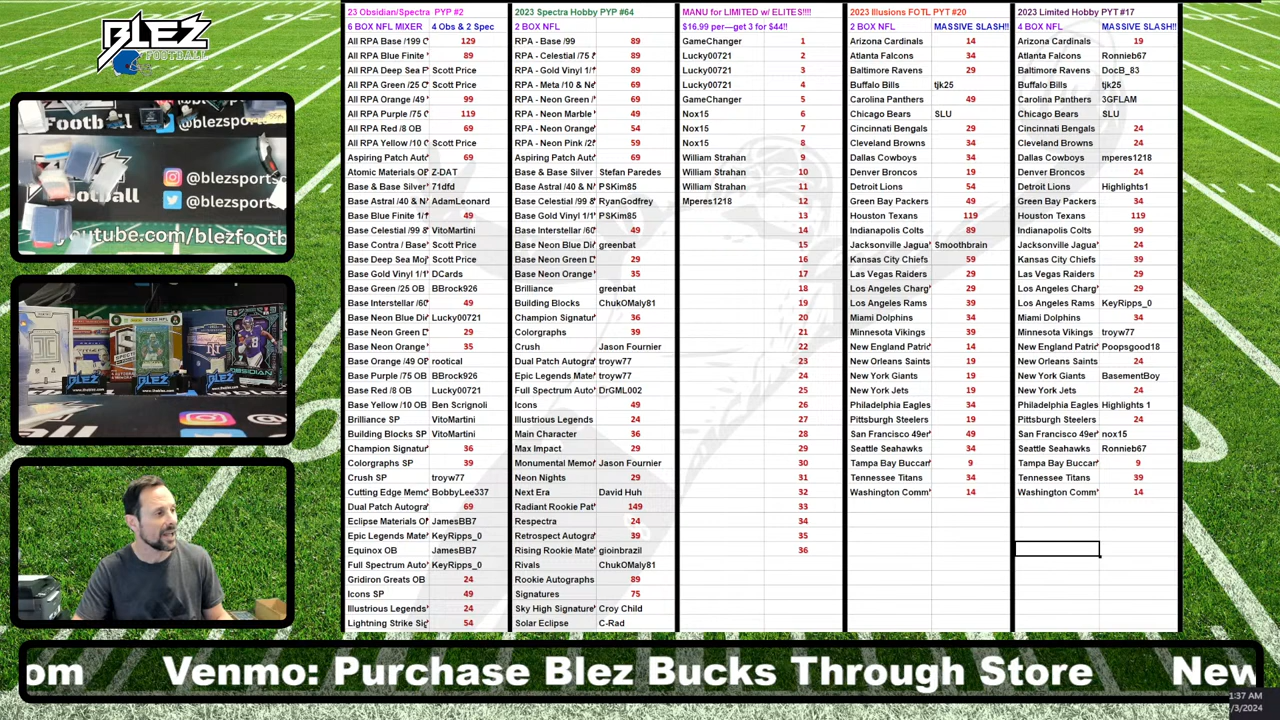 BLEZ
FOOTBALL
Football @blezsports
@blezsportsc
@blezsports
ootball
youtube.com/blezfootb
BLEZ
BLEZ
OBSIDIAN
23 Obsidian/Spectra PYP #2
6 BOX NFL MIXER 4 Obs & 2 Spec
All RPA Base /199 C 129
All RPA Blue Finite 
All RPA Deep Sea F Scott Price
All RPA Green /25 C Scott Price
All RPA Orange /49 99
All RPA Purple /75 C 119
All RPA Red /8 OB 69
All RPA Yellow /10 C Scott Price
Aspiring Patch Auto 69
Atomic Materials OB Z-DAT
Base & Base Silver 71dfd
Base Astral /40 & N AdamLeonard
Base Blue Finite 1/1 49
Base Celestial /99 & VitoMartini
Base Contra / Base Scott Price
Base Deep Sea Moj Scott Price
Base Gold Vinyl 1/1 DCards
Base Green /25 OB BBrock926
Base Interstellar /60 49
Base Neon Blue Di Lucky00721
Base Neon Green D 29
Base Neon Orange 35
Base Orange /49 OB rootical
Base Purple /75 OB BBrock926
Base Red /8 OB Lucky00721
Base Yellow /10 OB Ben Scrignoli
Brilliance SP VitoMartini
Building Blocks SP VitoMartini
Champion Signatur 36
Colorgraphs SP 39
Crush SP troyw77
Cutting Edge Memo BobbyLee337
Dual Patch Autogra 69
Eclipse Materials O JamesBB7
Epic Legends Mate KeyRipps_0
Equinox OB JamesBB7
Full Spectrum Auto KeyRipps_0
Gridiron Greats OB 24
Icons SP 49
Illustrious Legends 24
Lightning Strike Sig 54
2023 Spectra Hobby PYP #64
2 BOX NFL
RPA - Base /99 89
RPA - Celestial /75 & 89
RPA - Gold Vinyl 1/ 89
RPA - Meta /10 & Ne 69
RPA - Neon Green / 69
RPA - Neon Marble 49
RPA - Neon Orange 54
RPA - Neon Pink /2 59
Aspiring Patch Auto 69
Base & Base Silver Stefan Paredes
Base Astral /40 & N PSKim85
Base Celestial /99 & RyanGodfrey
Base Gold Vinyl 1/1 PSKim85
Base Interstellar /60 49
Base Neon Blue Di greenbat
Base Neon Green D 29
Base Neon Orange 35
Brilliance greenbat
Building Blocks ChukOMaly81
Champion Signatur 36
Colorgraphs 39
Crush Jason Fournier
Dual Patch Autogra troyw77
Epic Legends Mate troyw77
Full Spectrum Auto DrGML002
Icons 49
Illustrious Legends 24
Main Character 36
Max Impact 29
Monumental Memo Jason Fournier
Neon Nights 29
Next Era David Huh
Radiant Rookie Pat 149
Respectra 24
Retrospect Autogra 39
Rising Rookie Mate gioinbrazil
Rivals ChukOMaly81
Rookie Autographs 89
Signatures 75
Sky High Signature Croy Child
Solar Eclipse C-Rad
MANU for LIMITED w/ ELITES!!!!
$16.99 per---get 3 for $44!!
GameChanger 1
Lucky00721 2
Lucky00721 3
Lucky00721 4
GameChanger 5
Nox15 6
Nox15 7
Nox15 8
William Strahan 9
William Strahan 10
William Strahan 11
Mperes1218 12
13
14
15
16
17
18
19
20
21
22
23
24
25
26
27
28
29
30
31
32
33
34
35
36
2023 Illusions FOTL PYT #20
2 BOX NFL MASSIVE SLASH!!
Arizona Cardinals 14
Atlanta Falcons 34
Baltimore Ravens 29
Buffalo Bills tjk25
Carolina Panthers 49
Chicago Bears SLU
Cincinnati Bengals 29
Cleveland Browns 34
Dallas Cowboys 34
Denver Broncos 19
Detroit Lions 54
Green Bay Packers 49
Houston Texans 119
Indianapolis Colts 89
Jacksonville Jagua Smoothbrain
Kansas City Chiefs 59
Las Vegas Raiders 29
Los Angeles Charg 29
Los Angeles Rams 39
Miami Dolphins 34
Minnesota Vikings 39
New England Patric 14
New Orleans Saints 19
New York Giants 19
New York Jets 19
Philadelphia Eagles 34
Pittsburgh Steelers 19
San Francisco 49er 49
Seattle Seahawks 34
Tampa Bay Buccan 9
Tennessee Titans 34
Washington Comm 14
2023 Limited Hobby PYT #17
4 BOX NFL MASSIVE SLASH!!
Arizona Cardinals 19
Atlanta Falcons Ronnieb67
Baltimore Ravens DocB_83
Buffalo Bills tjk25
Carolina Panthers 3GFLAM
Chicago Bears SLU
Cincinnati Bengals 24
Cleveland Browns 24
Dallas Cowboys mperes1218
Denver Broncos 24
Detroit Lions Highlights1
Green Bay Packers 34
Houston Texans 119
Indianapolis Colts 99
Jacksonville Jagua 24
Kansas City Chiefs 39
Las Vegas Raiders 29
Los Angeles Charg 29
Los Angeles Rams KeyRipps_0
Miami Dolphins 34
Minnesota Vikings troyw77
New England Patric Poopsgood18
New Orleans Saints 24
New York Giants BasementBoy
New York Jets 24
Philadelphia Eagles Highlights 1
Pittsburgh Steelers 24
San Francisco 49er nox15
Seattle Seahawks Ronnieb67
Tampa Bay Buccan 9
Tennessee Titans 39
Washington Comm 14
om Venmo: Purchase Blez Bucks Through Store New
1:37 AM
/3/2024